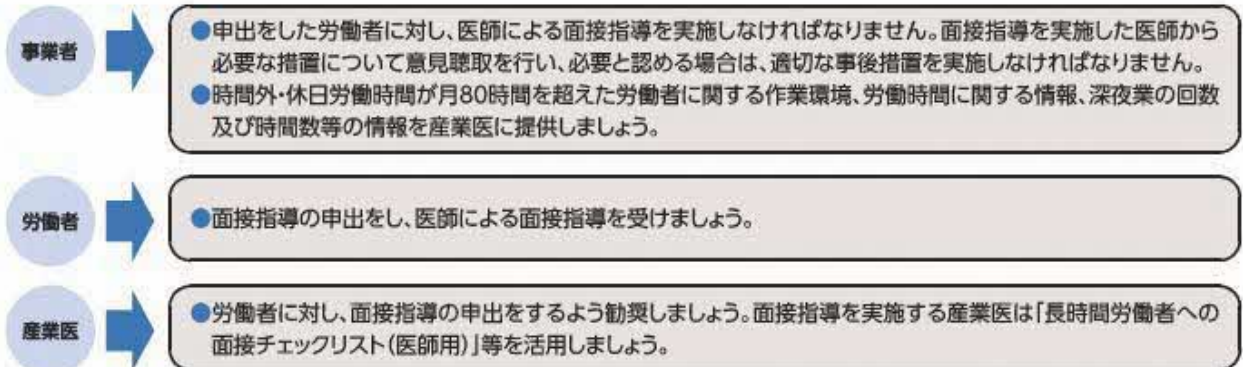 事業者
●申出をした労働者に対し、医師による面接指導を実施しなければなりません。面接指導を実施した医師から
必要な措置について意見聴取を行い、必要と認める場合は、適切な事後措置を実施しなければなりません。
●時間外・休日労働時間が月80時間を超えた労働者に関する作業環境、労働時間に関する情報、深夜業の回数
及び時間数等の情報を産業医に提供しましょう。
労働者
●面接指導の申出をし、医師による面接指導を受けましょう。
産業医
●労働者に対し、面接指導の申出をするよう勧奨しましょう。面接指導を実施する産業医は「長時間労働者への
面接チェックリスト（医師用）」等を活用しましょう。